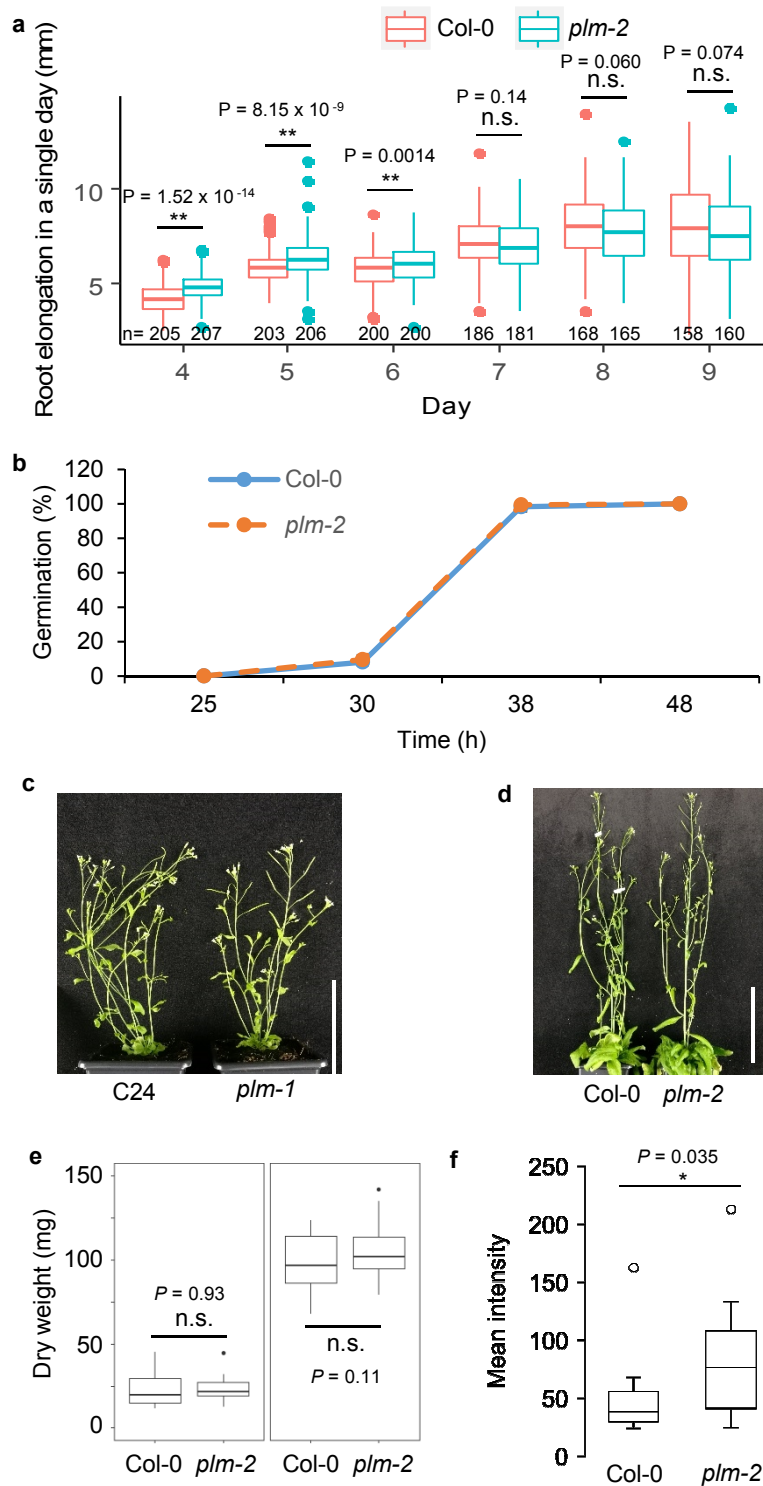 a
Col-0 plm-2
Root elongation in a single day (mm)
P = 1.52 x 10 -14
**
P = 8.15 x 10 -9
**
P = 0.0014
**
P = 0.14
n.s.
P = 0.060
n.s.
P = 0.074
n.s.
10
5
n= 205 207 203 206 200 200 186 181 168 165 158 160
4 5 6 7 8 9
Day
b
Germination (%)
120
100
80
60
40
20
0
Col-0
plm-2
25 30 38 48
Time (h)
c
C24 plm-1
d
Col-0 plm-2
e
Dry weight (mg)
150
100
50
0
P = 0.93
n.s.
n.s.
P = 0.11
Col-0 plm-2 Col-0 plm-2
f
Mean intensity
250
200
150
100
50
0
P = 0.035
*
Col-0 plm-2